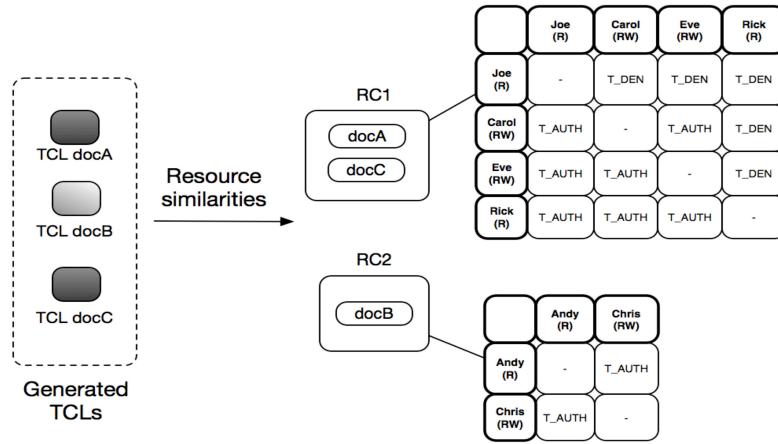 TCL docA
TCL docB
TCL docC
Generated
TCLs
Resource
similarities
RC1
docA
docC
RC2
docB
Joe (R) Carol (RW) Eve (RW) Rick (R)
Joe (R) - T_DEN T_DEN T_DEN
Carol (RW) T_AUTH - T_AUTH T_DEN
Eve (RW) T_AUTH T_AUTH - T_DEN
Rick (R) T_AUTH T_AUTH T_AUTH -
Andy (R) Chris (RW)
Andy (R) - T_AUTH
Chris (RW) T_AUTH -